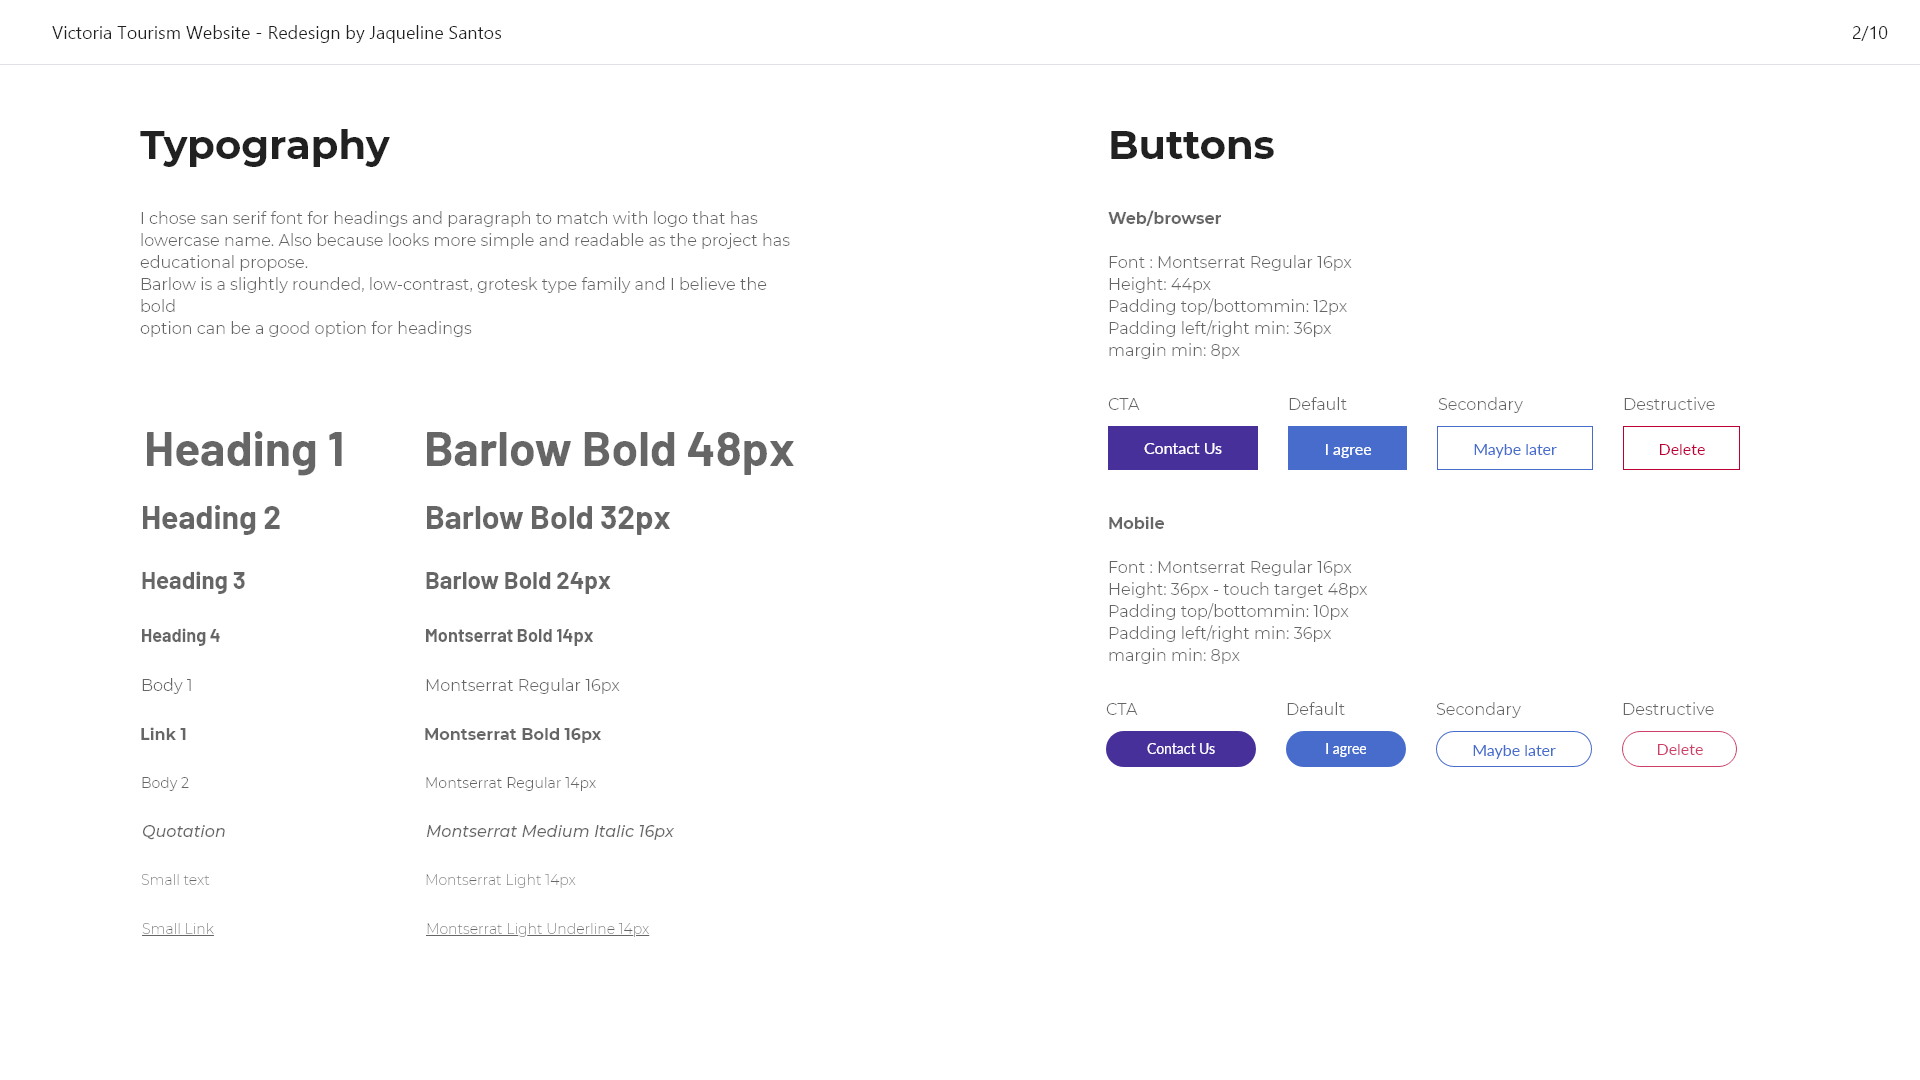 Victoria Tourism Website - Redesign by Jaqueline Santos
2/10
Typography
I chose san serif font for headings and paragraph to match with logo that has
lowercase name. Also because looks more simple and readable as the project has
educational propose.
Barlow is a slightly rounded, low-contrast, grotesk type family and I believe the
bold
option can be a good option for headings
Heading 1 Barlow Bold 48px
Heading 2 Barlow Bold 32px
Heading 3 Barlow Bold 24px
Heading 4 Montserrat Bold 14px
Body 1 Montserrat Regular 16px
Link 1 Montserrat Bold 16px
Body 2 Montserrat Regular 14px
Quotation Montserrat Medium Italic 16px
Small text Montserrat Light 14px
Small Link Montserrat Light Underline 14px
Buttons
Web/browser
Font : Montserrat Regular 16px
Height: 44px
Padding top/bottommin: 12px
Padding left/right min: 36px
margin min: 8px
CTA Default Secondary Destructive
Contact Us I agree Maybe later Delete
Mobile
Font : Montserrat Regular 16px
Height: 36px - touch target 48px
Padding top/bottommin: 10px
Padding left/right min: 36px
margin min: 8px
CTA Default Secondary Destructive
Contact Us I agree Maybe later Delete